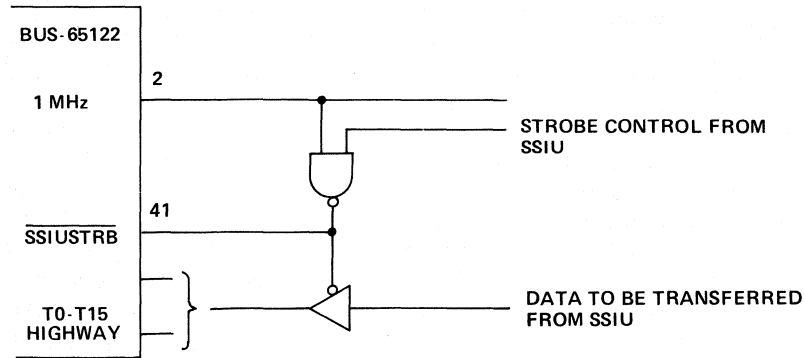 BUS-65122
2
1 MHz
STROBE CONTROL FROM
SSIU
41
SSIUSTRB
T0-T15
HIGHWAY
DATA TO BE TRANSFERRED
FROM SSIU